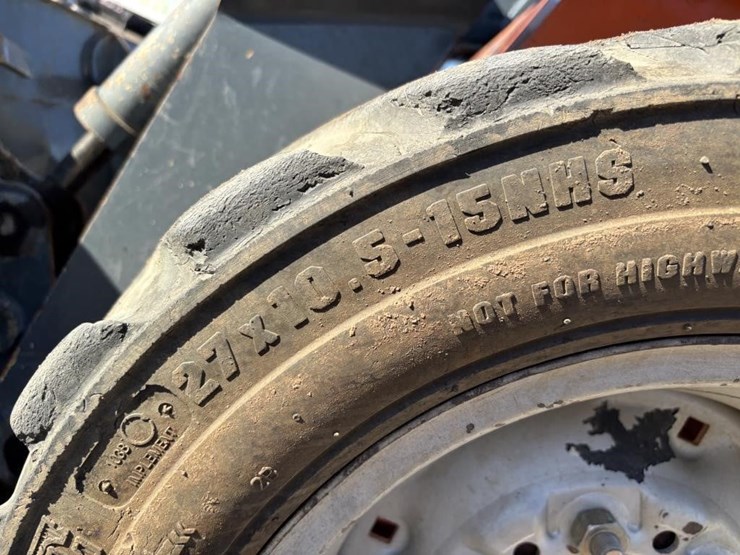 27x10.5-15NHS
NOT FOR HIGHW
IMPLEMENT